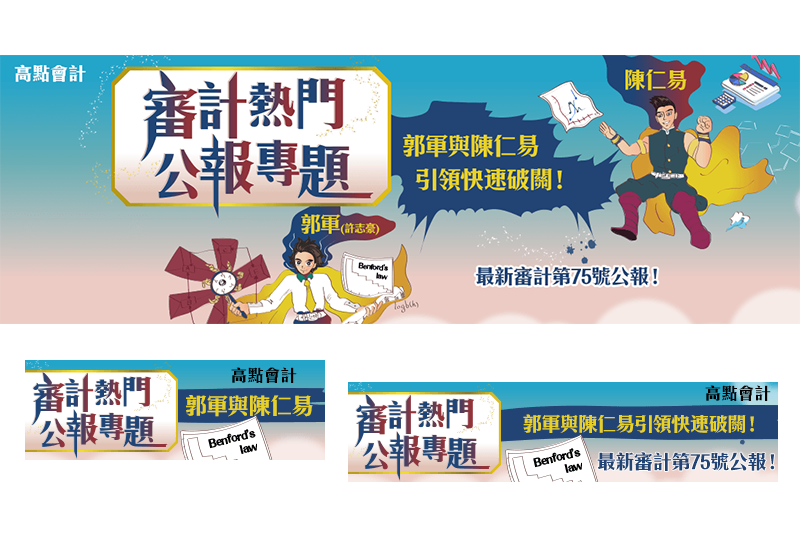 高點會計
審計熱門
公報專題
郭軍與陳仁易
引領快速破關！
陳仁易
郭軍(許志豪)
Benford's
law
最新審計第75號公報！
高點會計
審計熱門
公報專題
郭軍與陳仁易
Benford's
law
高點會計
審計熱門
公報專題
郭軍與陳仁易引領快速破關！
Benford's
law
最新審計第75號公報！